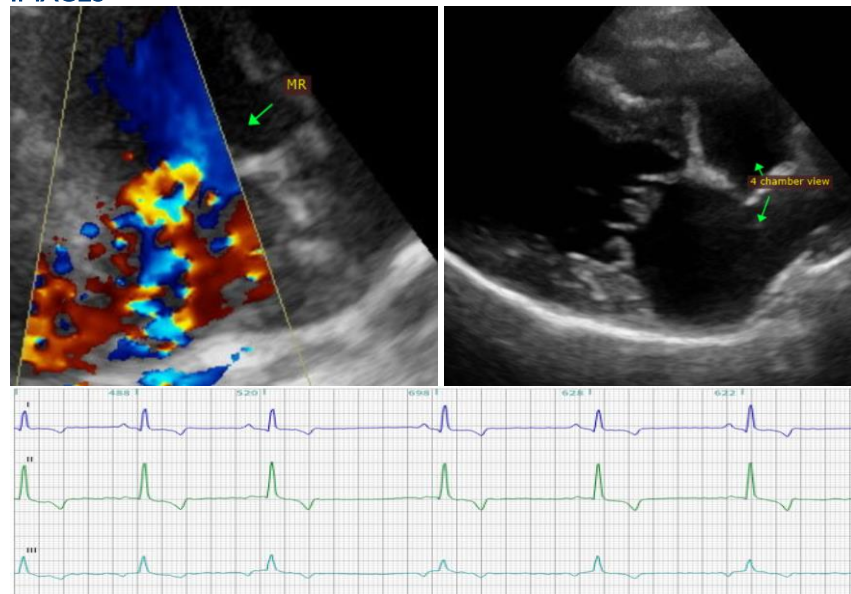 IMAGES
MR
4 chamber view
488
520
698
628
622
I
II
III